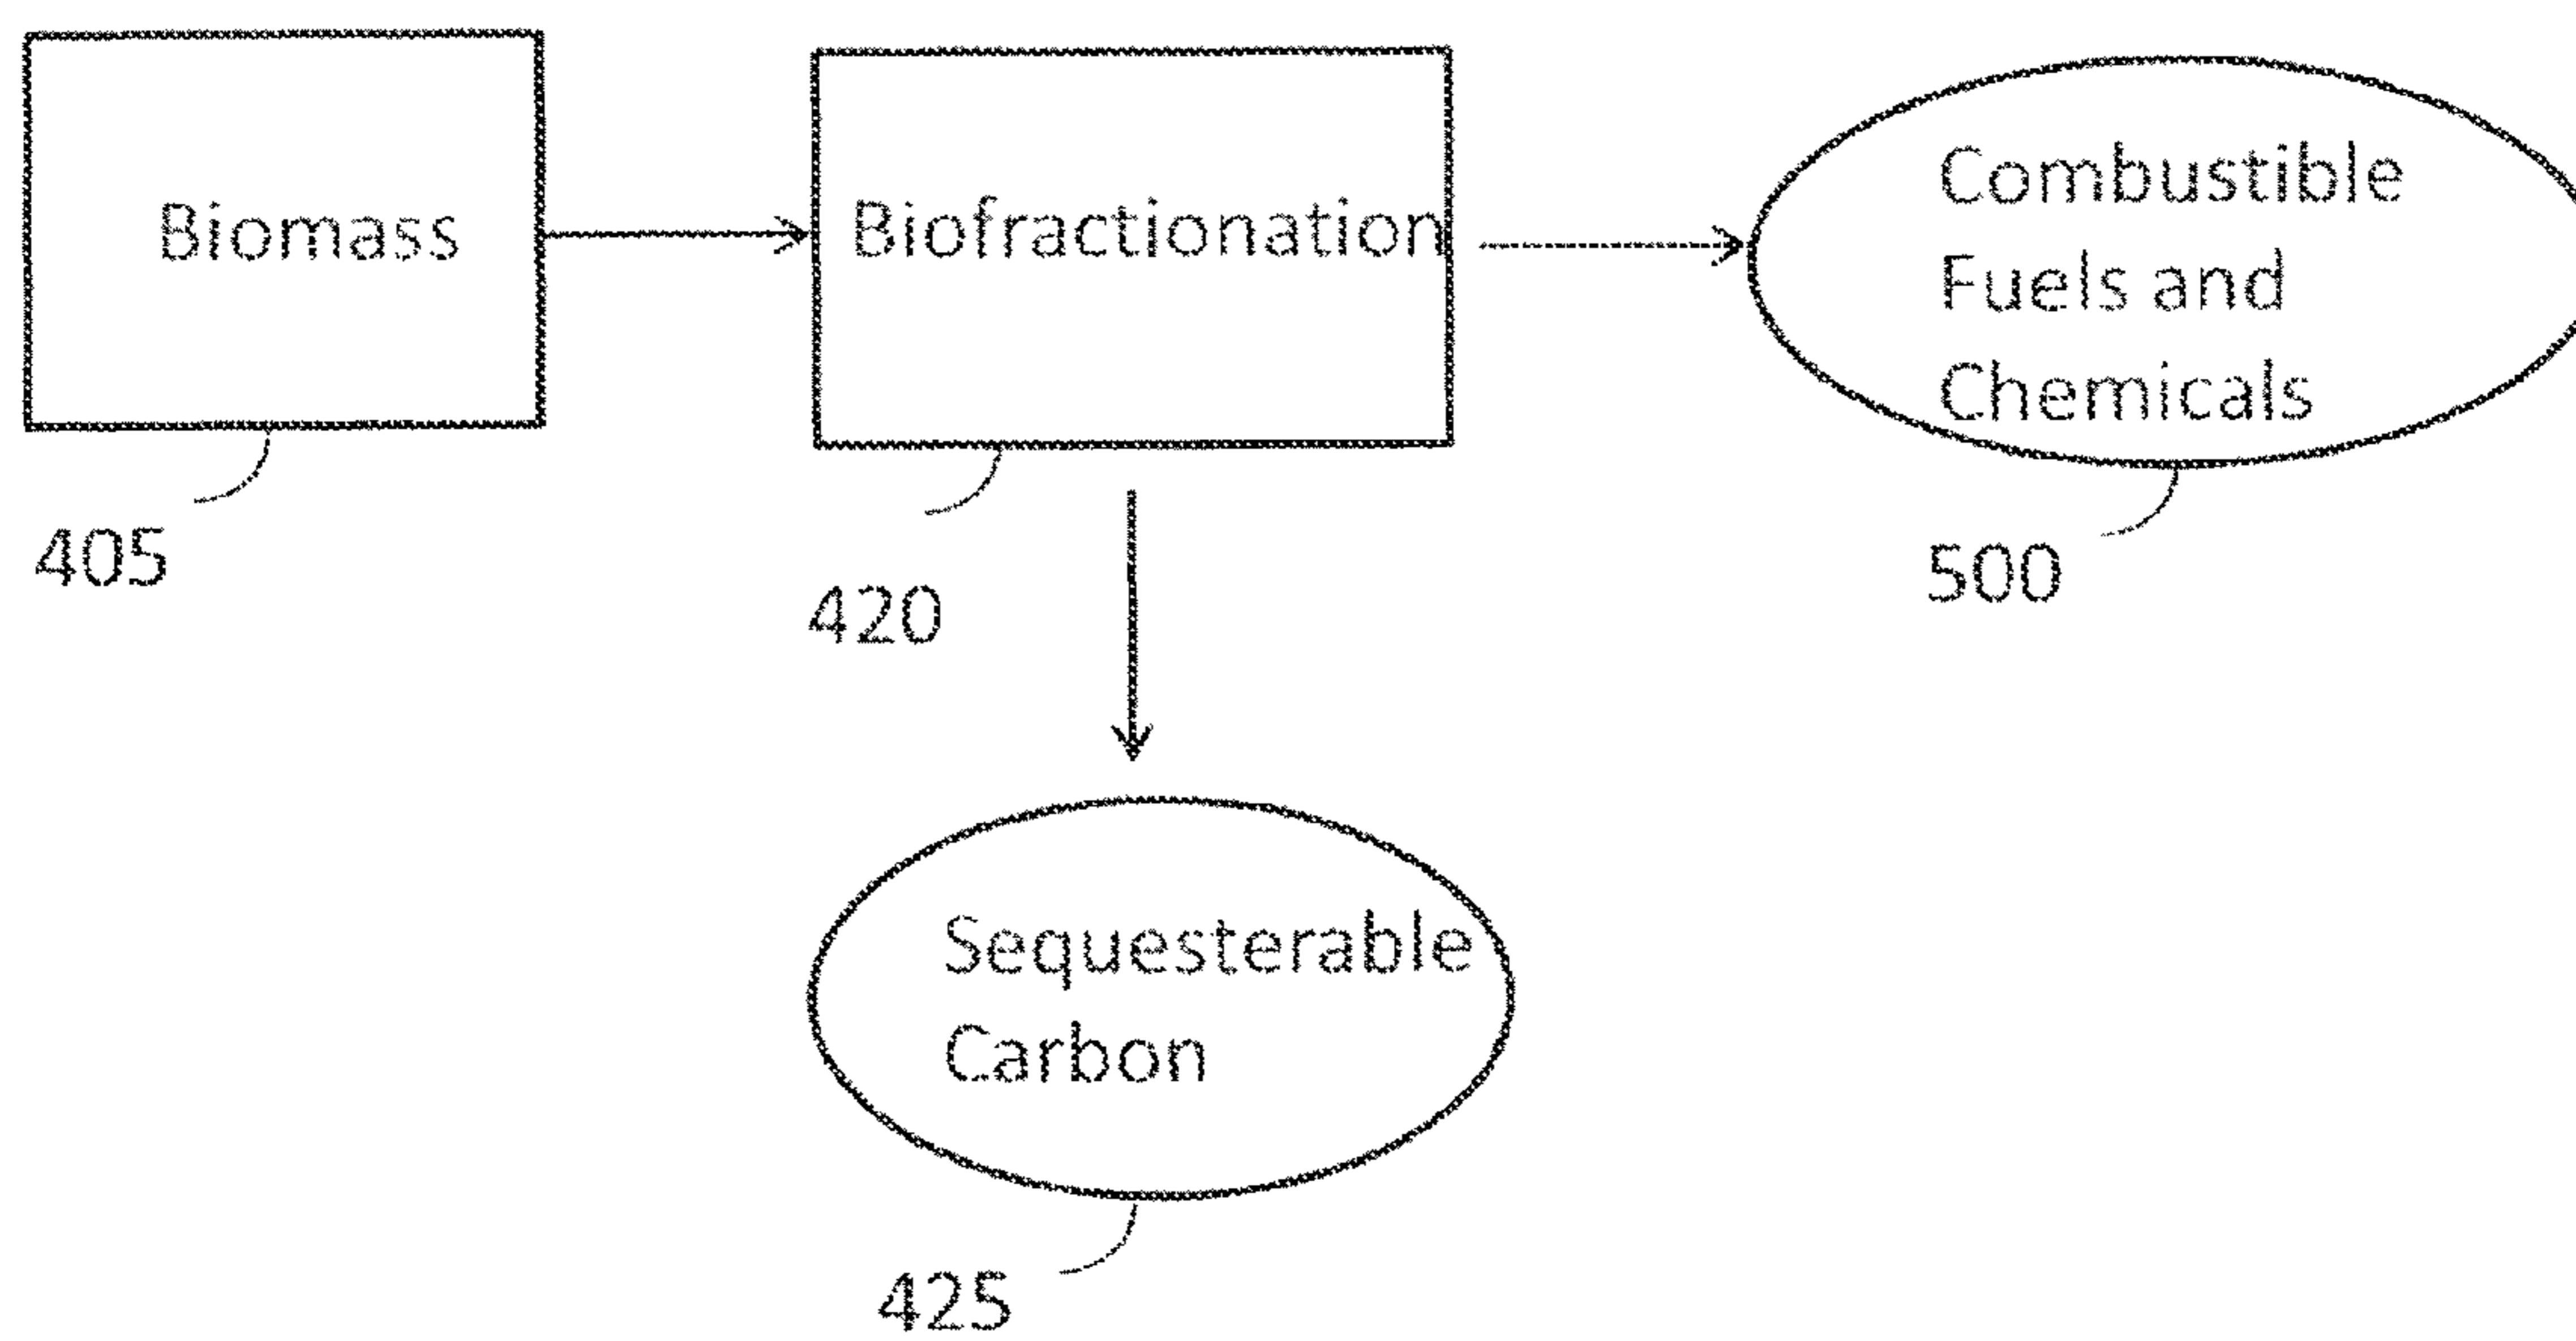 Biomass
Biofractionation
Combustible
Fuels and
Chemicals
405
420
500
Sequesterable
Carbon
425